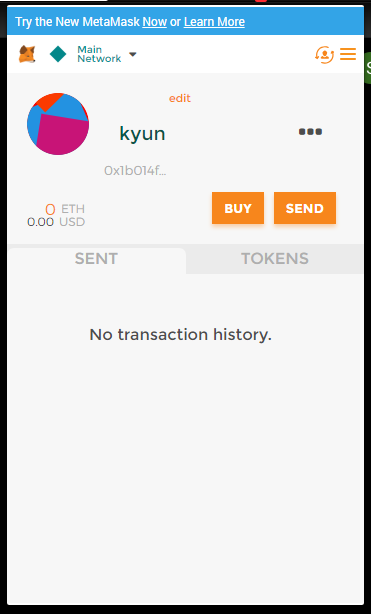 Try the New MetaMask Now or Learn More
Main
Network
edit
kyun
0x1b014f...
0 ETH
0.00 USD
BUY
SEND
SENT
TOKENS
No transaction history.